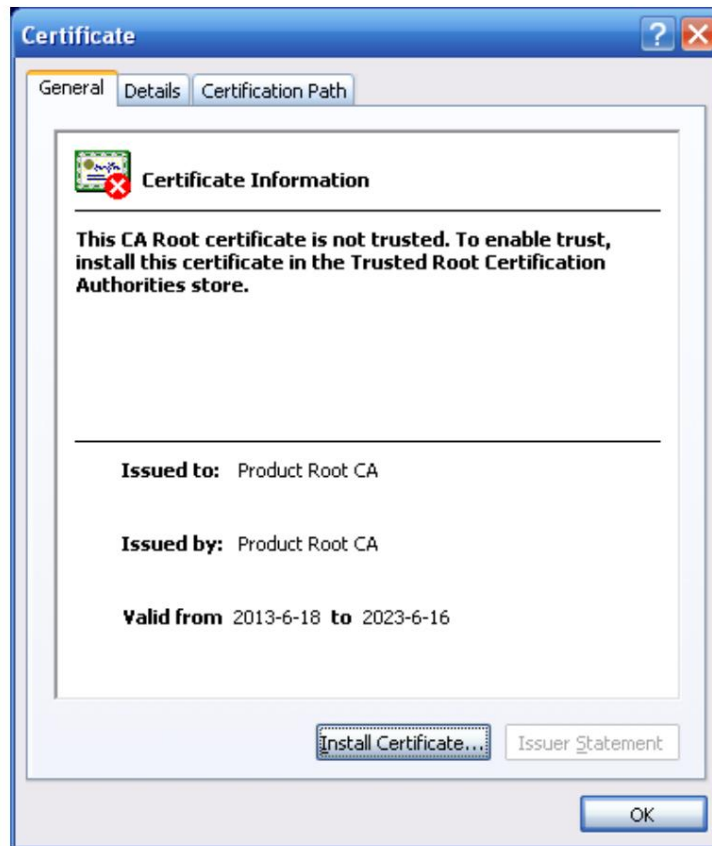 Certificate
General Details Certification Path
Certificate Information
This CA Root certificate is not trusted. To enable trust,
install this certificate in the Trusted Root Certification
Authorities store.
Issued to: Product Root CA
Issued by: Product Root CA
Valid from 2013-6-18 to 2023-6-16
Install Certificate... Issuer Statement
OK